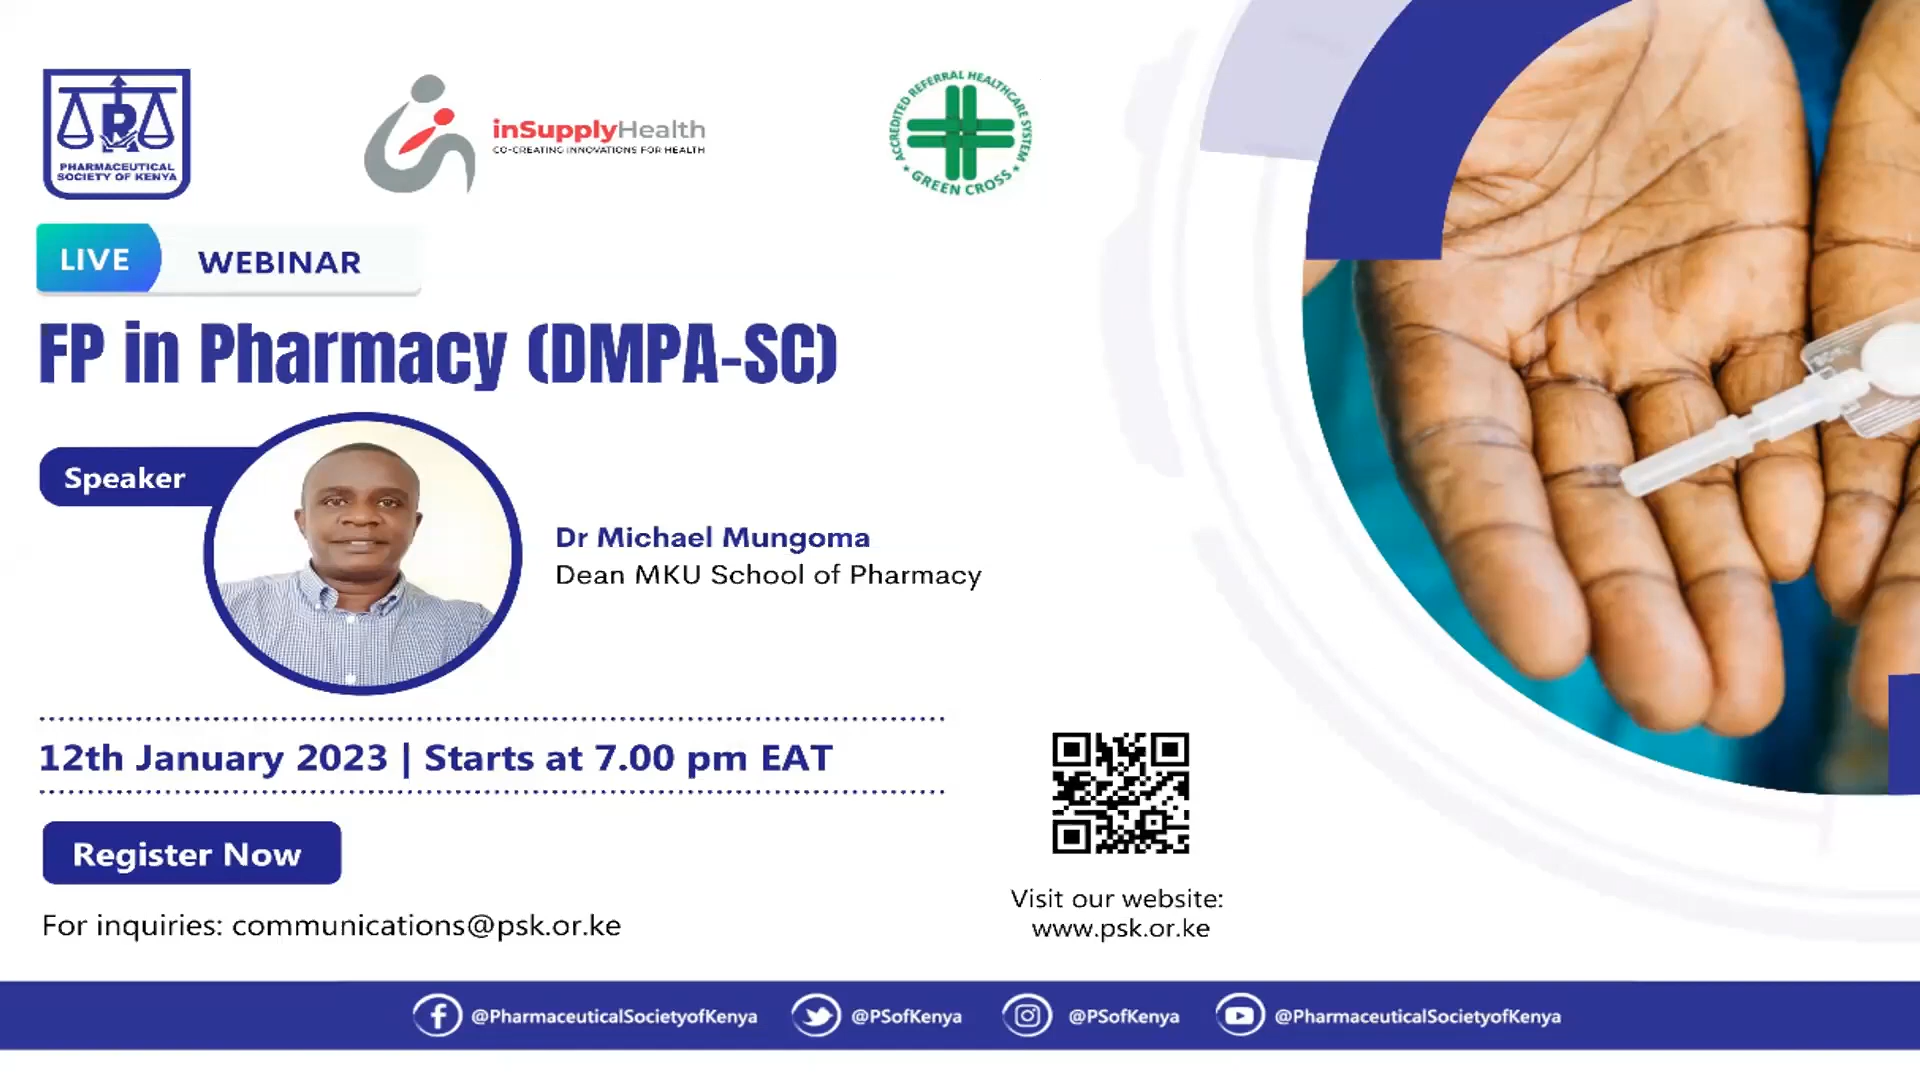 PHARMACEUTICAL
SOCIETY OF KENYA
inSupplyHealth
CO-CREATING INNOVATIONS FOR HEALTH
ACCREDITED REFERRAL HEALTHCARE SYSTEM
* GREEN CROSS *
LIVE WEBINAR
FP in Pharmacy (DMPA-SC)
Speaker
Dr Michael Mungoma
Dean MKU School of Pharmacy
12th January 2023 | Starts at 7.00 pm EAT
Register Now
For inquiries: communications@psk.or.ke
Visit our website:
www.psk.or.ke
@PharmaceuticalSocietyofKenya @PSofKenya @PSofKenya @PharmaceuticalSocietyofKenya